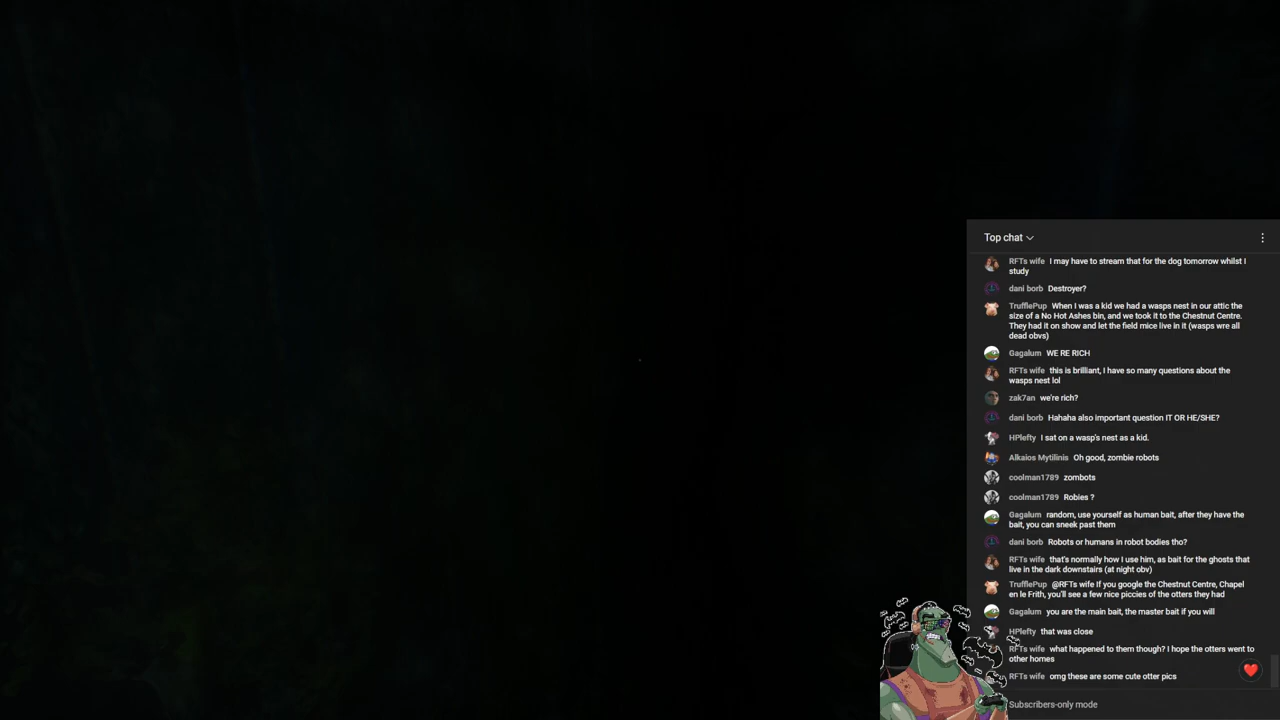 Top chat
RFTs wife I may have to stream that for the dog tomorrow whilst I
study
dani borb Destroyer?
TrufflePup When I was a kid we had a wasps nest in our attic the
size of a No Hot Ashes bin, and we took it to the Chestnut Centre.
They had it on show and let the field mice live in it (wasps wre all
dead obvs)
Gagalum WE RE RICH
RFTs wife this is brilliant, I have so many questions about the
wasps nest lol
zak7an we're rich?
dani borb Hahaha also important question IT OR HE/SHE?
HPlefty I sat on a wasp's nest as a kid.
Alkaios Mytilinis Oh good, zombie robots
coolman1789 zombots
coolman1789 Robies ?
Gagalum random, use yourself as human bait, after they have the
bait, you can sneek past them
dani borb Robots or humans in robot bodies tho?
RFTs wife that's normally how I use him, as bait for the ghosts that
live in the dark downstairs (at night obv)
TrufflePup @RFTs wife If you google the Chestnut Centre, Chapel
en le Frith, you'll see a few nice piccies of the otters they had
Gagalum you are the main bait, the master bait if you will
HPlefty that was close
RFTs wife what happened to them though? I hope the otters went to
other homes
RFTs wife omg these are some cute otter pics
Subscribers-only mode